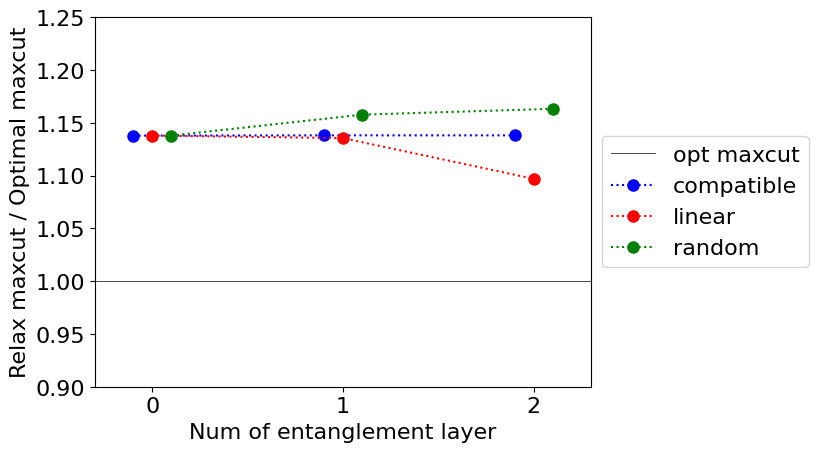 Relax maxcut / Optimal maxcut
1.25
1.20
1.15
1.10
1.05
1.00
0.95
0.90
0
1
2
Num of entanglement layer
opt maxcut
compatible
linear
random